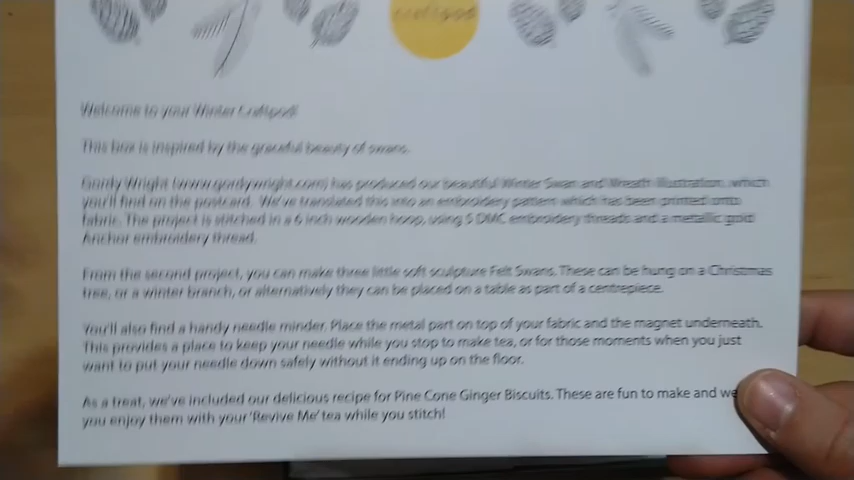 craftpod
Welcome to your Winter Craftpod!
This box is inspired by the graceful beauty of swans.
Gordy Wright (www.gordywright.com) has produced our beautiful Winter Swan and Wreath illustration, which
you'll find on the postcard. We've translated this into an embroidery pattern which has been printed onto
fabric. The project is stitched in a 6 inch wooden hoop, using 5 DMC embroidery threads and a metallic gold
Anchor embroidery thread.
From the second project, you can make three little soft sculpture Felt Swans. These can be hung on a Christmas
tree, or a winter branch, or alternatively they can be placed on a table as part of a centrepiece.
You'll also find a handy needle minder. Place the metal part on top of your fabric and the magnet underneath.
This provides a place to keep your needle while you stop to make tea, or for those moments when you just
want to put your needle down safely without it ending up on the floor.
As a treat, we've included our delicious recipe for Pine Cone Ginger Biscuits. These are fun to make and we
you enjoy them with your 'Revive Me' tea while you stitch!